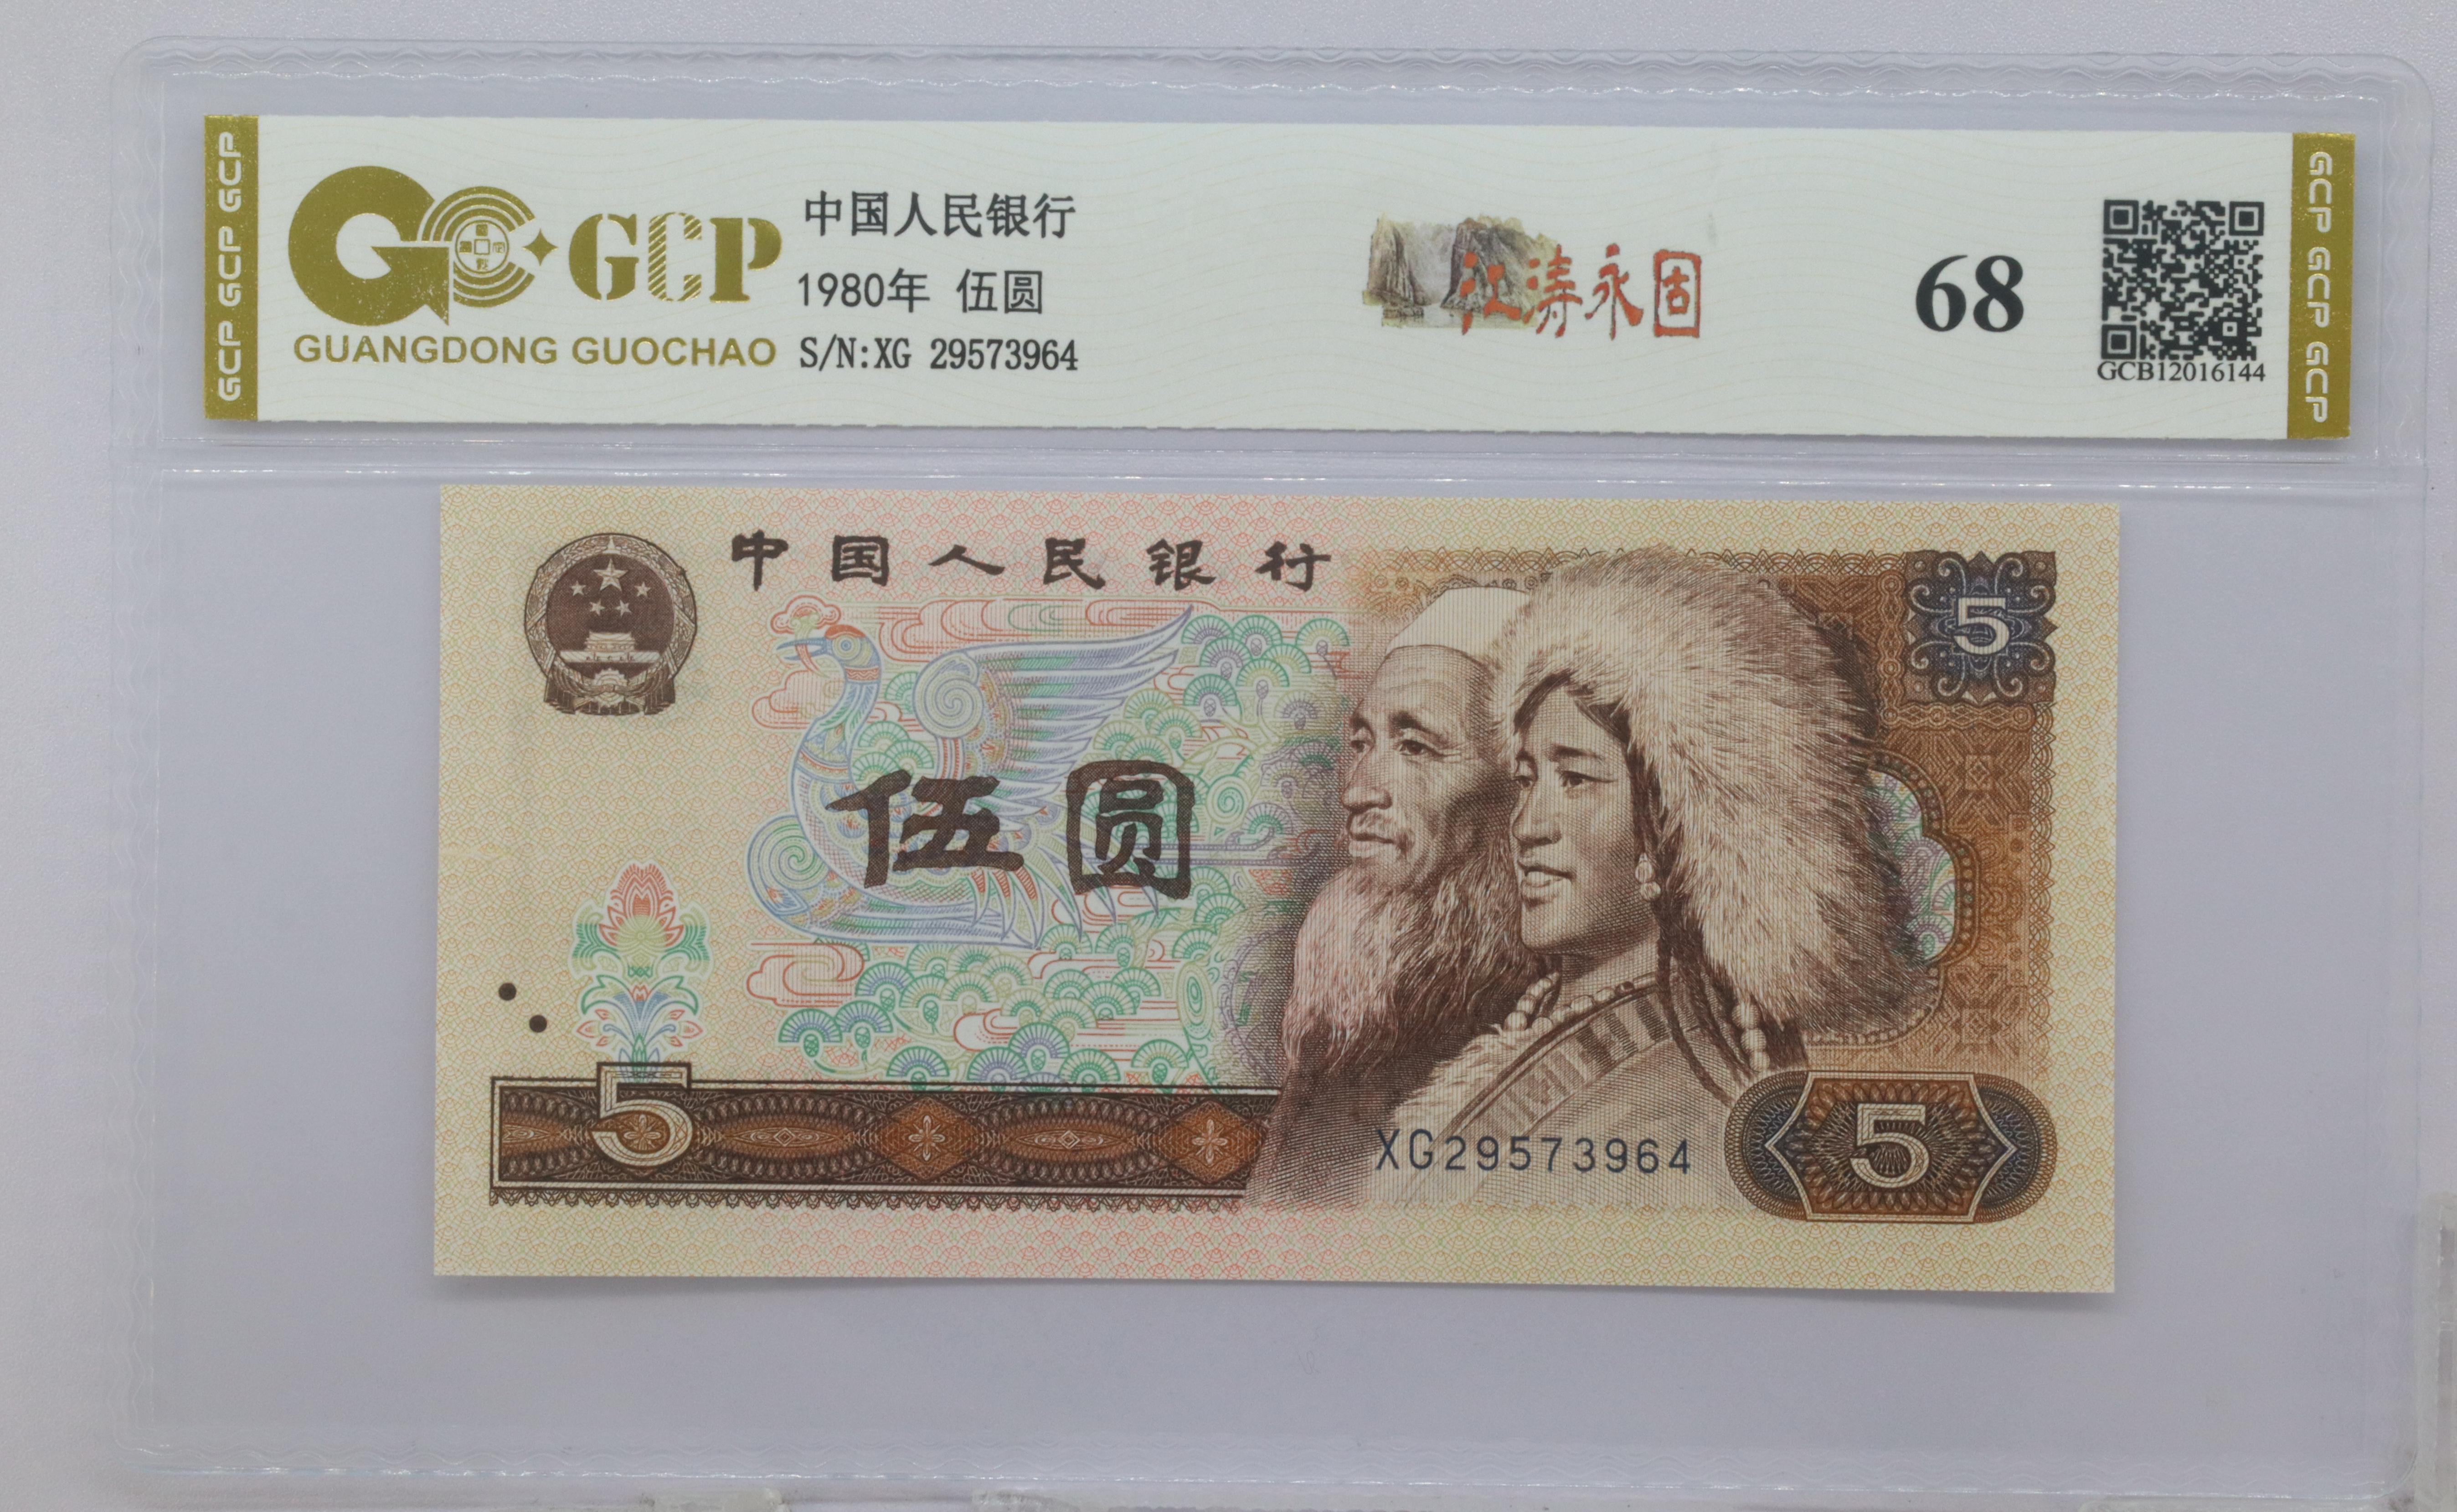 GCP GCP GCP
GCP
GUANGDONG GUOCHAO
中国人民银行
1980年 伍圆
S/N:XG 29573964
江涛永固
68
GCB12016144
GCP GCP GCP
中国人民银行
5
伍圆
5
XG29573964
5